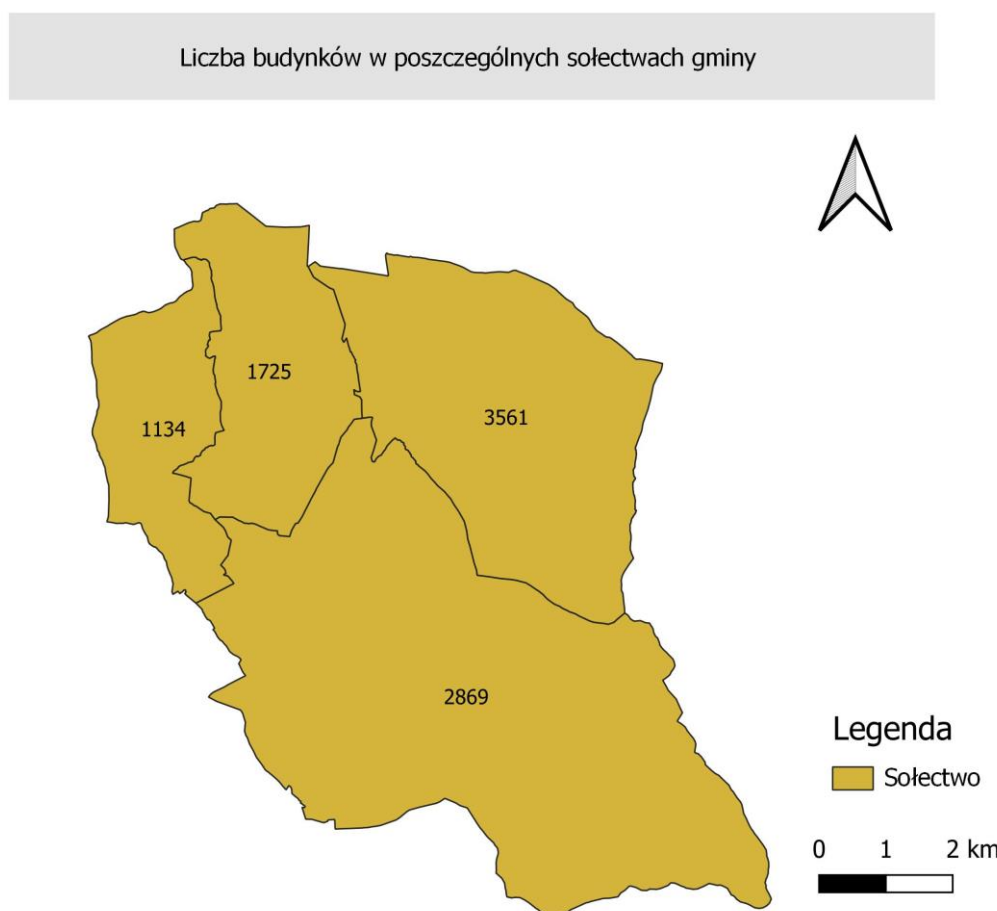 Liczba budynków w poszczególnych sołectwach gminy
1725
1134
3561
2869
Legenda
Sołectwo
0 1 2 km